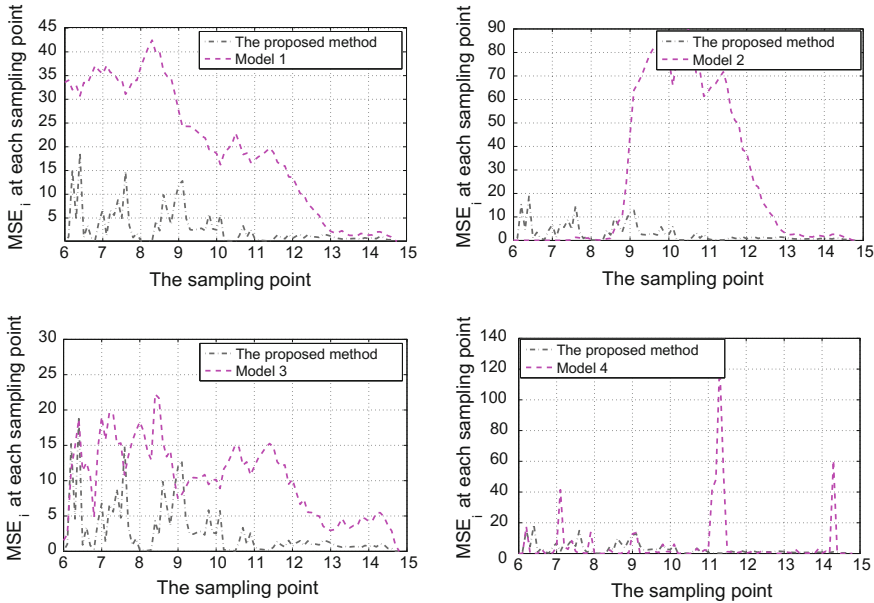 45
40
35
30
25
20
15
10
5
6 7 8 9 10 11 12 13 14 15
MSE_i at each sampling point
The sampling point
The proposed method
Model 1
90
80
70
60
50
40
30
20
10
0
6 7 8 9 10 11 12 13 14 15
MSE_i at each sampling point
The sampling point
The proposed method
Model 2
30
25
20
15
10
5
0
6 7 8 9 10 11 12 13 14 15
MSE_i at each sampling point
The sampling point
The proposed method
Model 3
140
120
100
80
60
40
20
0
6 7 8 9 10 11 12 13 14 15
MSE_i at each sampling point
The sampling point
The proposed method
Model 4